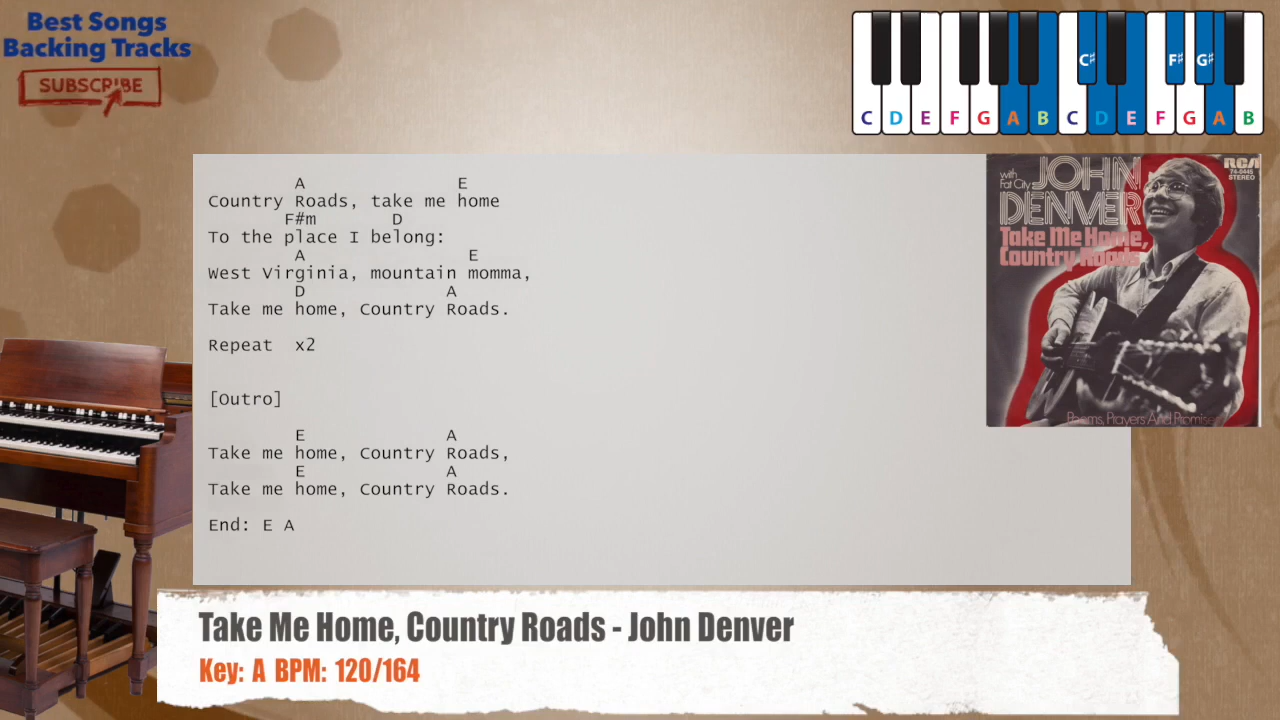 Best Songs
Backing Tracks
SUBSCRIBE
C♯ F♯ G♯
C D E F G A B C D E F G A B
A E
Country Roads, take me home
F#m D
To the place I belong:
A E
West Virginia, mountain momma,
D A
Take me home, Country Roads.
Repeat x2
[Outro]
E A
Take me home, Country Roads,
E A
Take me home, Country Roads.
End: E A
with
Fat City
JOHN
DENVER
Take Me Home,
Country Roads
RCA
74-0445
STEREO
Poems, Prayers And Promises
Take Me Home, Country Roads - John Denver
Key: A BPM: 120/164